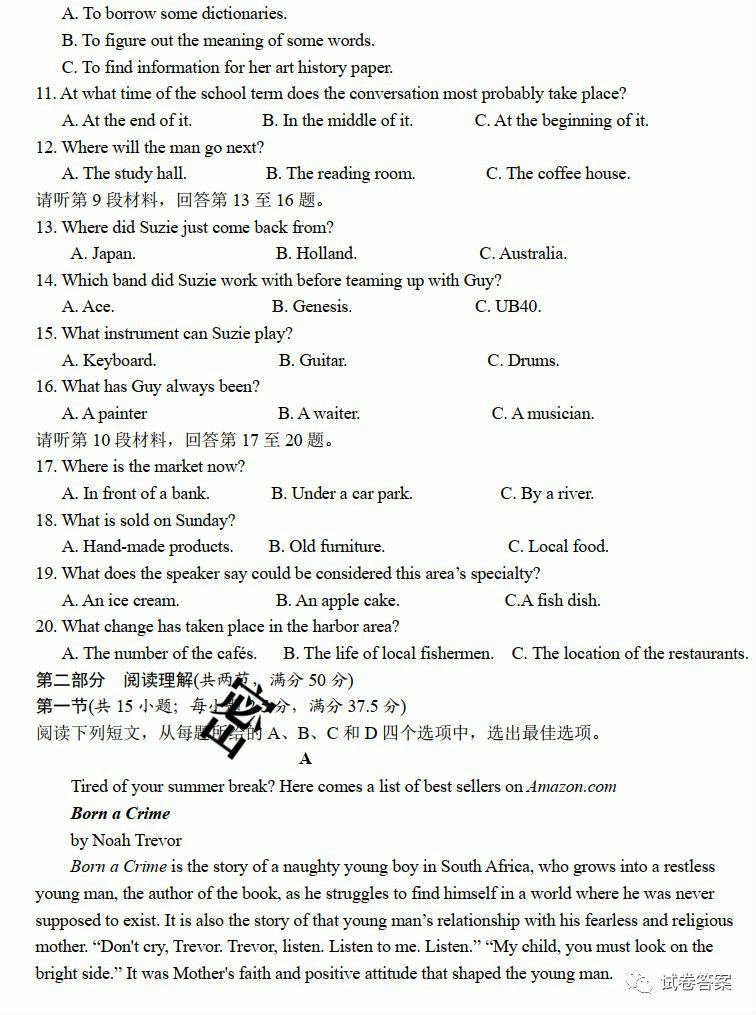 A. To borrow some dictionaries.
B. To figure out the meaning of some words.
C. To find information for her art history paper.
11. At what time of the school term does the conversation most probably take place?
A. At the end of it. B. In the middle of it. C. At the beginning of it.
12. Where will the man go next?
A. The study hall. B. The reading room. C. The coffee house.
请听第 9 段材料，回答第 13 至 16 题。
13. Where did Suzie just come back from?
A. Japan. B. Holland. C. Australia.
14. Which band did Suzie work with before teaming up with Guy?
A. Ace. B. Genesis. C. UB40.
15. What instrument can Suzie play?
A. Keyboard. B. Guitar. C. Drums.
16. What has Guy always been?
A. A painter B. A waiter. C. A musician.
请听第 10 段材料，回答第 17 至 20 题。
17. Where is the market now?
A. In front of a bank. B. Under a car park. C. By a river.
18. What is sold on Sunday?
A. Hand-made products. B. Old furniture. C. Local food.
19. What does the speaker say could be considered this area's specialty?
A. An ice cream. B. An apple cake. C.A fish dish.
20. What change has taken place in the harbor area?
A. The number of the cafés. B. The life of local fishermen. C. The location of the restaurants.
第二部分 阅读理解(共两节，满分 50 分)
第一节(共 15 小题；每小题 2.5 分，满分 37.5 分)
阅读下列短文，从每题所给的 A、B、C 和 D 四个选项中，选出最佳选项。
密
A
Tired of your summer break? Here comes a list of best sellers on Amazon.com
Born a Crime
by Noah Trevor
Born a Crime is the story of a naughty young boy in South Africa, who grows into a restless
young man, the author of the book, as he struggles to find himself in a world where he was never
supposed to exist. It is also the story of that young man's relationship with his fearless and religious
mother. “Don't cry, Trevor. Trevor, listen. Listen to me. Listen.” “My child, you must look on the
bright side.” It was Mother's faith and positive attitude that shaped the young man.
试卷答案